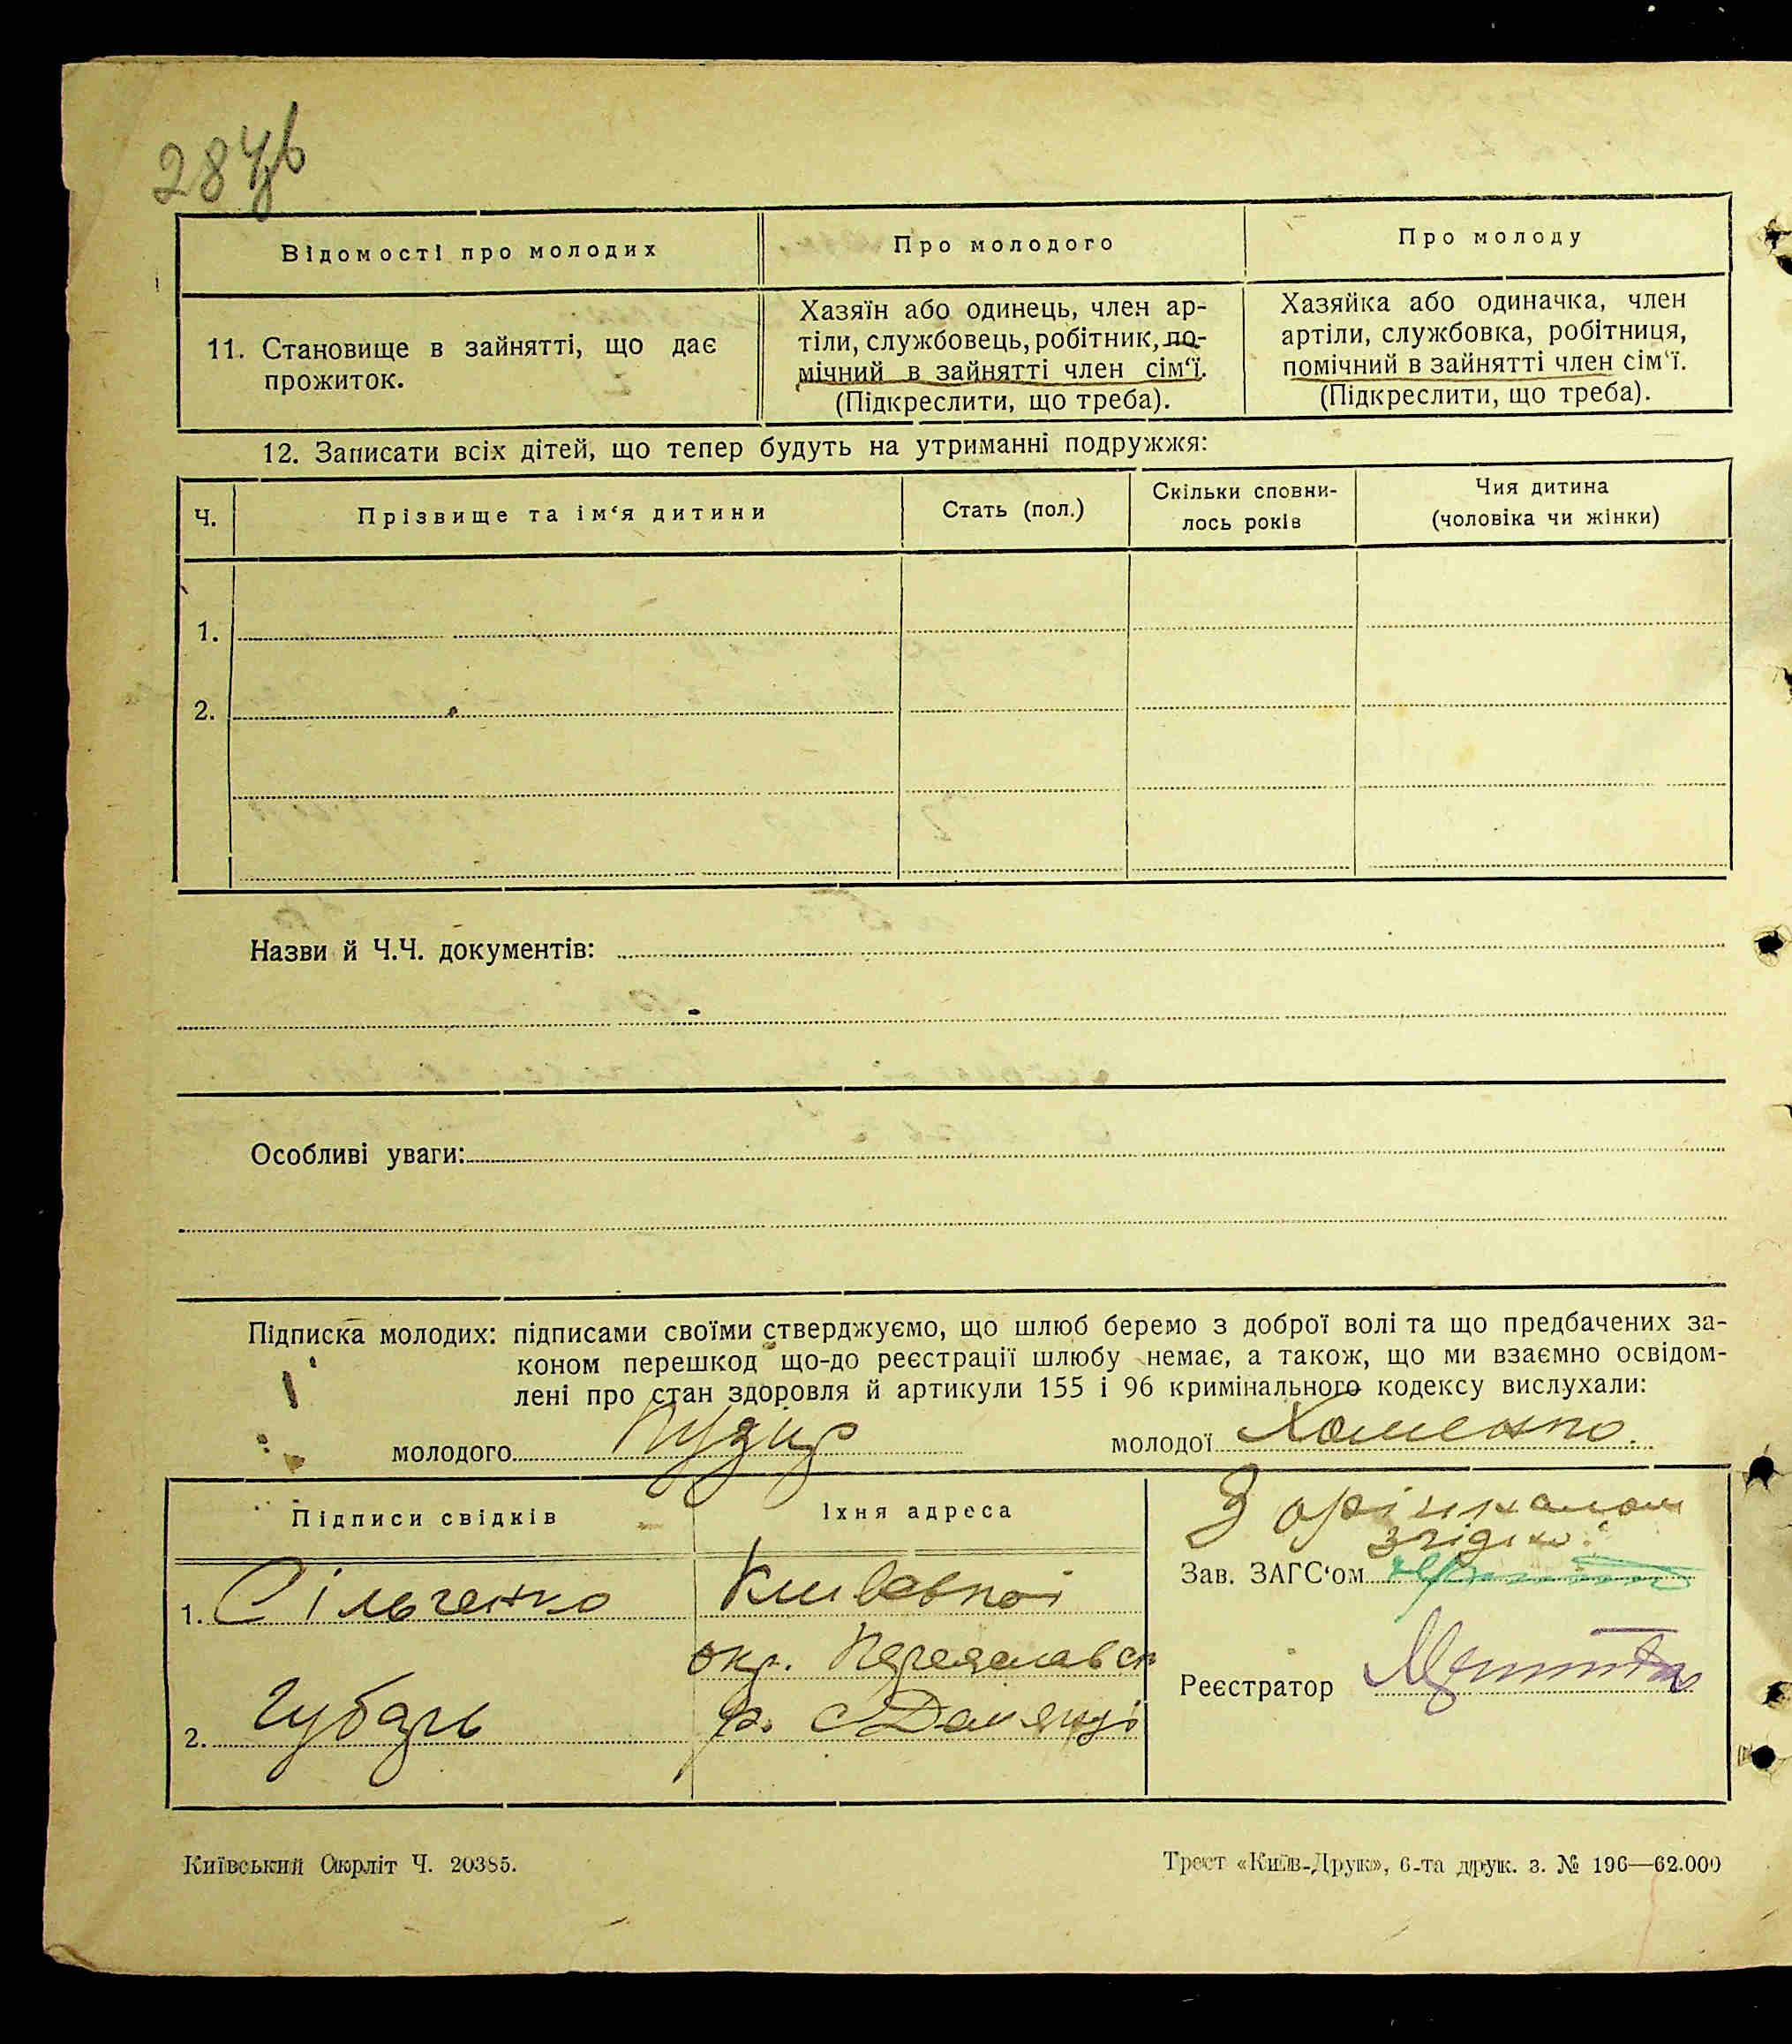 Відомості про молодих
Про молодого
Про молоду
11. Становище в зайнятті, що дає
прожиток.
Хазяїн або одинець, член ар-
тіли, службовець, робітник, по-
мічний в зайнятті член сім‘ї.
(Підкреслити, що треба).
Хазяйка або одиначка, член
артіли, службовка, робітниця,
помічний в зайнятті член сім‘ї.
(Підкреслити, що треба).
12. Записати всіх дітей, що тепер будуть на утриманні подружжя:
Ч.
Прізвище та ім‘я дитини
Стать (пол.)
Скільки сповни-
лось років
Чия дитина
(чоловіка чи жінки)
1.
2.
Назви й Ч.Ч. документів:
Особливі уваги:
Підписка молодих: підписами своїми стверджуємо, що шлюб беремо з доброї волі та що предбачених за-
коном перешкод що-до реєстрації шлюбу немає, а також, що ми взаємно освідом-
лені про стан здоровля й артикули 155 і 96 кримінального кодексу вислухали:
молодого Пузир молодої Хоменко.
Підписи свідків
Їхня адреса
1. Сільченко
2. Губарь
окр. Переяславськ
р. с Дем'янці
З орігіналом
згідно:
Зав. ЗАГС‘ом
Реєстратор
Київський Окрліт Ч. 20385.
Трест «Київ-Друк», 6-та друк. з. № 196—62.000